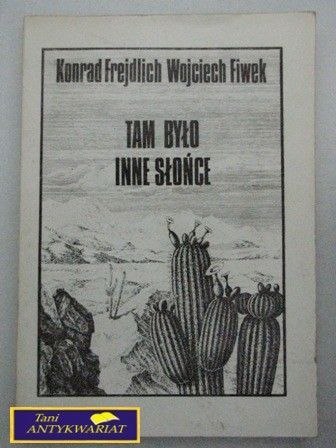 Konrad Frejdlich Wojciech Fiwek
TAM BYŁO
INNE SŁOŃCE
Tani
ANTYKWARIAT